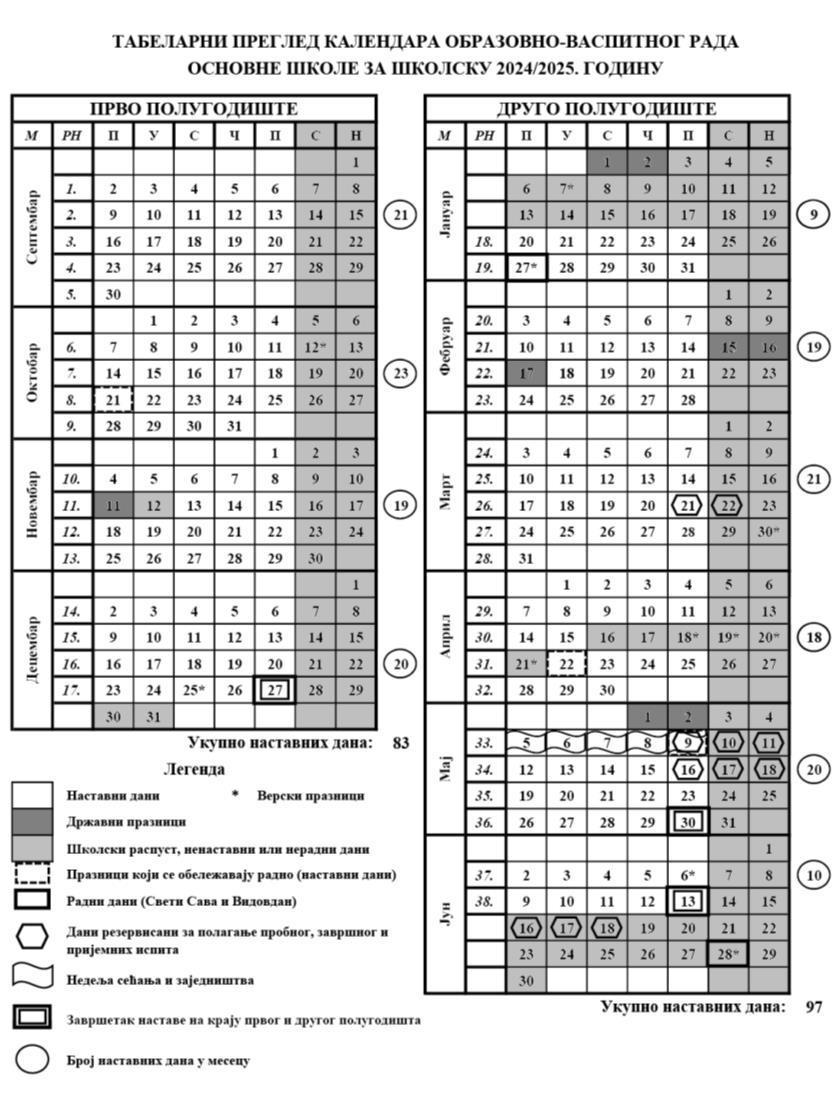 ТАБЕЛАРНИ ПРЕГЛЕД КАЛЕНДАРА ОБРАЗОВНО-ВАСПИТНОГ РАДА
ОСНОВНЕ ШКОЛЕ ЗА ШКОЛСКУ 2024/2025. ГОДИНУ
ПРВО ПОЛУГОДИШТЕ
М РН П У С Ч П С Н
Септембар
1
1. 2 3 4 5 6 7 8
2. 9 10 11 12 13 14 15
21
3. 16 17 18 19 20 21 22
4. 23 24 25 26 27 28 29
5. 30
Октобар
1 2 3 4 5 6
6. 7 8 9 10 11 12* 13
7. 14 15 16 17 18 19 20
23
8. 21 22 23 24 25 26 27
9. 28 29 30 31
Новембар
1 2 3
10. 4 5 6 7 8 9 10
11. 11 12 13 14 15 16 17
19
12. 18 19 20 21 22 23 24
13. 25 26 27 28 29 30
Децембар
1
14. 2 3 4 5 6 7 8
15. 9 10 11 12 13 14 15
16. 16 17 18 19 20 21 22
20
17. 23 24 25* 26 27 28 29
30 31
Укупно наставних дана: 83
Легенда
Наставни дани
* Верски празници
Државни празници
Школски распуст, ненаставни или нерадни дани
Празници који се обележавају радно (наставни дани)
Радни дани (Свети Сава и Видовдан)
Дани резервисани за полагање пробног, завршног и
пријемних испита
Недеља сећања и заједништва
Завршетак наставе на крају првог и другог полугодишта
Број наставних дана у месецу
ДРУГО ПОЛУГОДИШТЕ
М РН П У С Ч П С Н
Јануар
1 2 3 4 5
6 7* 8 9 10 11 12
13 14 15 16 17 18 19
9
18. 20 21 22 23 24 25 26
19. 27* 28 29 30 31
Фебруар
1 2
20. 3 4 5 6 7 8 9
21. 10 11 12 13 14 15 16
19
22. 17 18 19 20 21 22 23
23. 24 25 26 27 28
Март
1 2
24. 3 4 5 6 7 8 9
25. 10 11 12 13 14 15 16
21
26. 17 18 19 20 21 22 23
27. 24 25 26 27 28 29 30*
28. 31
Април
1 2 3 4 5 6
29. 7 8 9 10 11 12 13
30. 14 15 16 17 18* 19* 20*
18
31. 21* 22 23 24 25 26 27
32. 28 29 30
Мај
1 2 3 4
33. 5 6 7 8 9 10 11
34. 12 13 14 15 16 17 18
20
35. 19 20 21 22 23 24 25
36. 26 27 28 29 30 31
Јун
1
37. 2 3 4 5 6* 7 8
10
38. 9 10 11 12 13 14 15
16 17 18 19 20 21 22
23 24 25 26 27 28* 29
30
Укупно наставних дана: 97